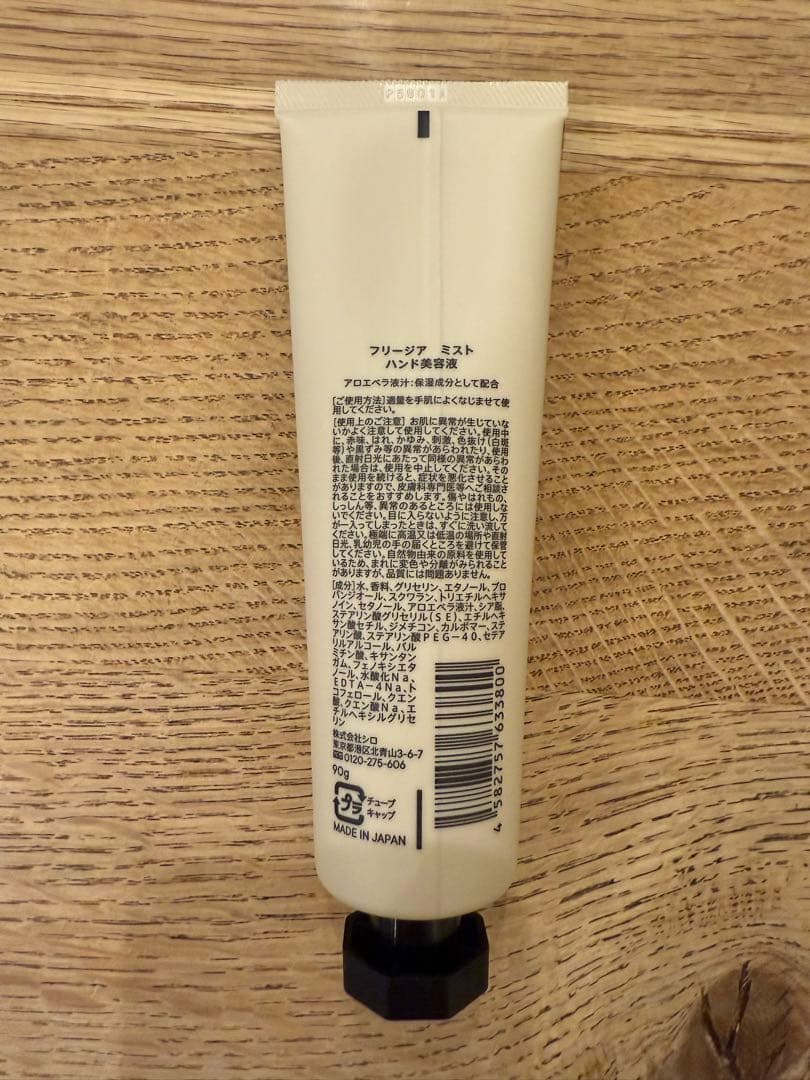 P5801A
フリージア ミスト
ハンド美容液
アロエベラ液汁:保湿成分として配合
[ご使用方法]適量を手肌によくなじませて使
用してください。
[使用上のご注意] お肌に異常が生じていな
いかよく注意して使用してください。使用中
に、赤味、はれ、かゆみ、刺激、色抜け(白斑
等)や黒ずみ等の異常があらわれたり、使用
後、直射日光にあたって同様の異常があらわ
れた場合は、使用を中止してください。その
まま使用を続けると、症状を悪化させること
がありますので、皮膚科専門医等へご相談さ
れることをおすすめします。傷やはれもの、
しっしん等、異常のあるところには使用しな
いでください。目に入らないように注意し、万
が一入ってしまったときは、すぐに洗い流して
ください。極端に高温又は低温の場所や直射
日光、乳幼児の手の届くところを避けて保管
してください。自然物由来の原料を使用して
いるため、まれに変色や分離がみられること
がありますが、品質には問題ありません。
[成分]水、香料、グリセリン、エタノール、プロ
パンジオール、スクワラン、トリエチルヘキサ
ノイン、セタノール、アロエベラ液汁、シア脂、
ステアリン酸グリセリル(SE)、エチルヘキ
サン酸セチル、ジメチコン、カルボマー、ステ
アリン酸、ステアリン酸PEG-40、セテア
リルアルコール、パル
ミチン酸、キサンタン
ガム、フェノキシエタ
ノール、水酸化Na、
EDTA-4Na、ト
コフェロール、クエン
酸、クエン酸Na、エ
チルヘキシルグリセ
リン
株式会社シロ
東京都港区北青山3-6-7
0120-275-606
90g
プラ
チューブ
キャップ
MADE IN JAPAN
4 582757 633800